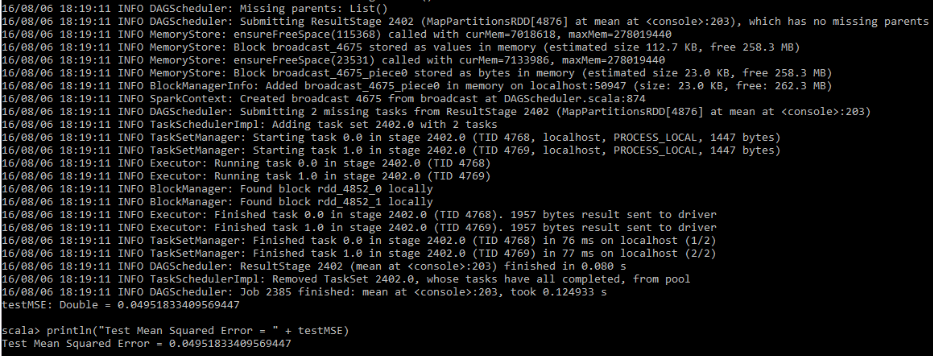 16/08/06 18:19:11 INFO DAGScheduler: Missing parents: List()
16/08/06 18:19:11 INFO DAGScheduler: Submitting ResultStage 2402 (MapPartitionsRDD[4876] at mean at <console>:203), which has no missing parents
16/08/06 18:19:11 INFO MemoryStore: ensureFreeSpace(115368) called with curMem=7018618, maxMem=278019440
16/08/06 18:19:11 INFO MemoryStore: Block broadcast_4675 stored as values in memory (estimated size 112.7 KB, free 258.3 MB)
16/08/06 18:19:11 INFO MemoryStore: ensureFreeSpace(23531) called with curMem=7133986, maxMem=278019440
16/08/06 18:19:11 INFO MemoryStore: Block broadcast_4675_piece0 stored as bytes in memory (estimated size 23.0 KB, free 258.3 MB)
16/08/06 18:19:11 INFO BlockManagerInfo: Added broadcast_4675_piece0 in memory on localhost:50947 (size: 23.0 KB, free: 262.3 MB)
16/08/06 18:19:11 INFO SparkContext: Created broadcast 4675 from broadcast at DAGScheduler.scala:874
16/08/06 18:19:11 INFO DAGScheduler: Submitting 2 missing tasks from ResultStage 2402 (MapPartitionsRDD[4876] at mean at <console>:203)
16/08/06 18:19:11 INFO TaskSchedulerImpl: Adding task set 2402.0 with 2 tasks
16/08/06 18:19:11 INFO TaskSetManager: Starting task 0.0 in stage 2402.0 (TID 4768, localhost, PROCESS_LOCAL, 1447 bytes)
16/08/06 18:19:11 INFO TaskSetManager: Starting task 1.0 in stage 2402.0 (TID 4769, localhost, PROCESS_LOCAL, 1447 bytes)
16/08/06 18:19:11 INFO Executor: Running task 0.0 in stage 2402.0 (TID 4768)
16/08/06 18:19:11 INFO Executor: Running task 1.0 in stage 2402.0 (TID 4769)
16/08/06 18:19:11 INFO BlockManager: Found block rdd_4852_0 locally
16/08/06 18:19:11 INFO BlockManager: Found block rdd_4852_1 locally
16/08/06 18:19:11 INFO Executor: Finished task 0.0 in stage 2402.0 (TID 4768). 1957 bytes result sent to driver
16/08/06 18:19:11 INFO Executor: Finished task 1.0 in stage 2402.0 (TID 4769). 1957 bytes result sent to driver
16/08/06 18:19:11 INFO TaskSetManager: Finished task 0.0 in stage 2402.0 (TID 4768) in 76 ms on localhost (1/2)
16/08/06 18:19:11 INFO TaskSetManager: Finished task 1.0 in stage 2402.0 (TID 4769) in 77 ms on localhost (2/2)
16/08/06 18:19:11 INFO DAGScheduler: ResultStage 2402 (mean at <console>:203) finished in 0.080 s
16/08/06 18:19:11 INFO TaskSchedulerImpl: Removed TaskSet 2402.0, whose tasks have all completed, from pool
16/08/06 18:19:11 INFO DAGScheduler: Job 2385 finished: mean at <console>:203, took 0.124933 s
testMSE: Double = 0.04951833409569447
scala> println("Test Mean Squared Error = " + testMSE)
Test Mean Squared Error = 0.04951833409569447